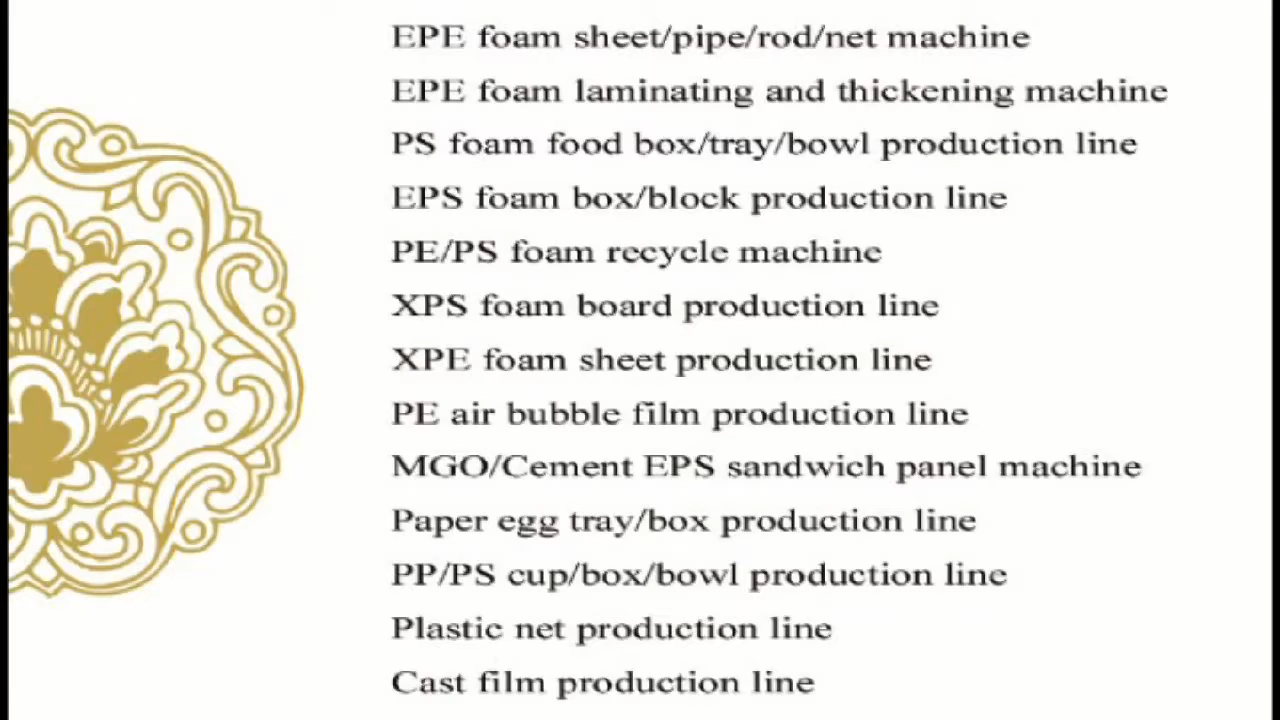 EPE foam sheet/pipe/rod/net machine
EPE foam laminating and thickening machine
PS foam food box/tray/bowl production line
EPS foam box/block production line
PE/PS foam recycle machine
XPS foam board production line
XPE foam sheet production line
PE air bubble film production line
MGO/Cement EPS sandwich panel machine
Paper egg tray/box production line
PP/PS cup/box/bowl production line
Plastic net production line
Cast film production line